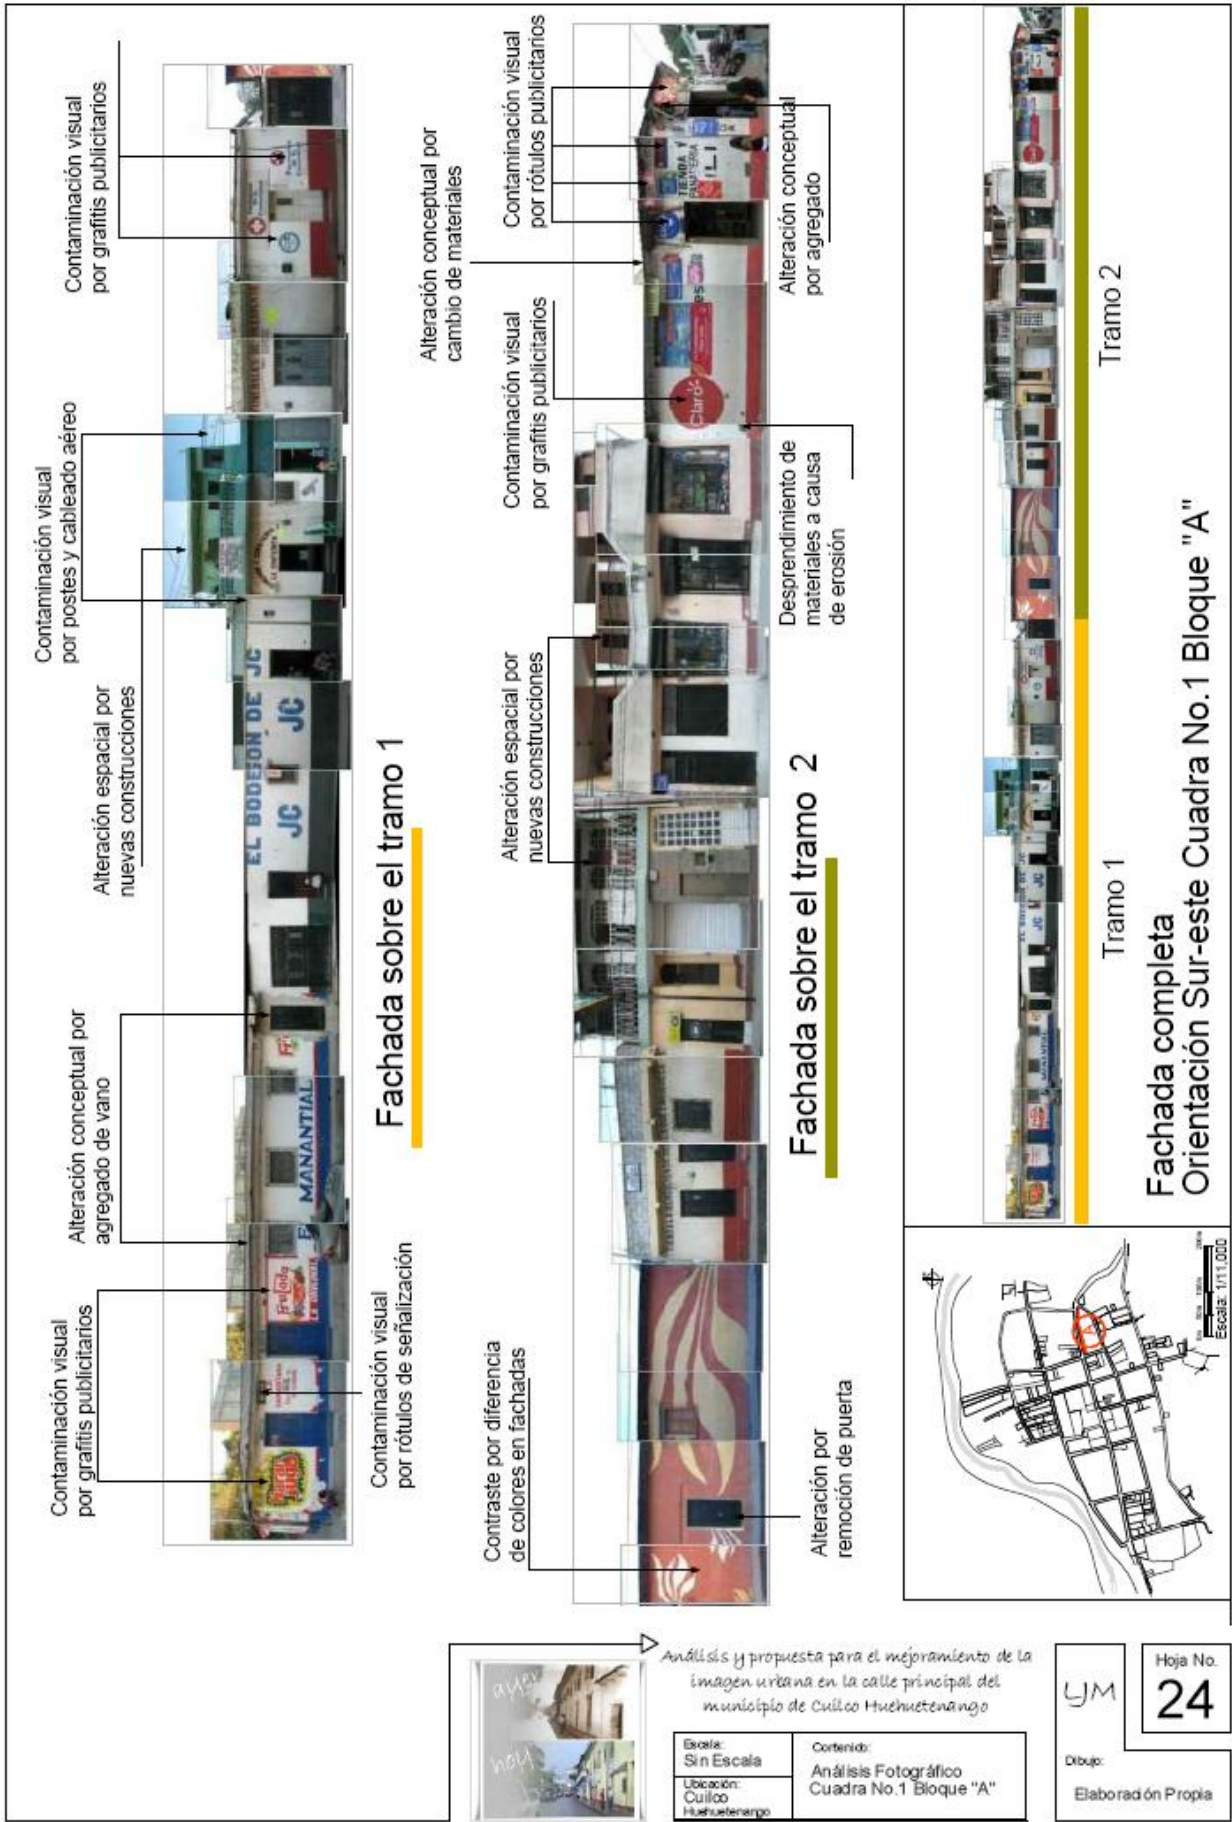 Contaminación visual
por grafitis publicitarios
Alteración conceptual por
agregado de vano
Alteración espacial por
nuevas construcciones
Contaminación visual
por postes y cableado aéreo
Contaminación visual
por grafitis publicitarios
FruLada
MANANTIAL
EL BODEGÓN DE JC
JC
JC
Contaminación visual
por rótulos de señalización
Fachada sobre el tramo 1
Contraste por diferencia
de colores en fachadas
Alteración espacial por
nuevas construcciones
Contaminación visual
por grafitis publicitarios
Alteración conceptual por
cambio de materiales
Contaminación visual
por rótulos publicitarios
Claro
TIENDA Y
Alteración por
remoción de puerta
Fachada sobre el tramo 2
Desprendimiento de
materiales a causa
de erosión
Alteración conceptual
por agregado
Tramo 1
Tramo 2
Fachada completa
Orientación Sur-este Cuadra No.1 Bloque "A"
A
Escala: 1/11,000
ayer
hoy
Análisis y propuesta para el mejoramiento de la
imagen urbana en la calle principal del
municipio de Cuilco Huehuetenango
Escala:
Sin Escala
Ubicación:
Cuilco
Huehuetenango
Contenido:
Análisis Fotográfico
Cuadra No.1 Bloque "A"
YM
Hoja No.
24
Dibujo:
Elaboración Propia